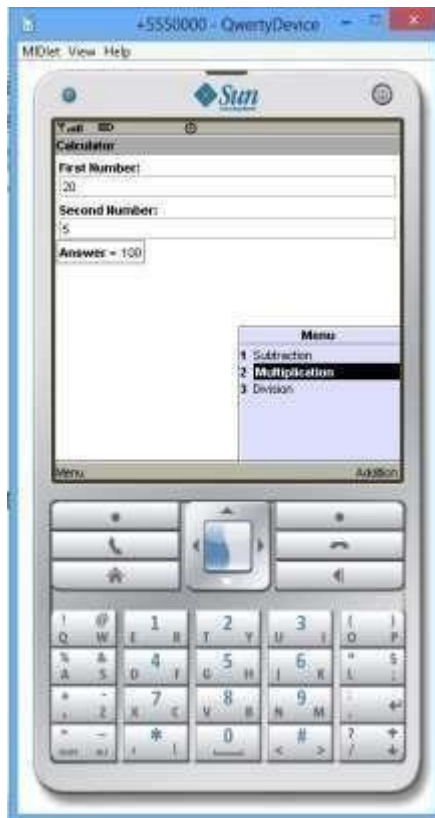 +5550000 - QwertyDevice
MIDlet View Help
Sun
Calculator
First Number:
20
Second Number:
5
Answer = 100
Menu
1 Subtraction
2 Multiplication
3 Division
Menu Addition
! @ 1 2 3 ( )
Q W E R T Y U I O P
% & 4 5 6 " $
A S D F G H J K L ;
+ - 7 8 9 :
, Z X C V B N M .
* 0 # ?
< > /